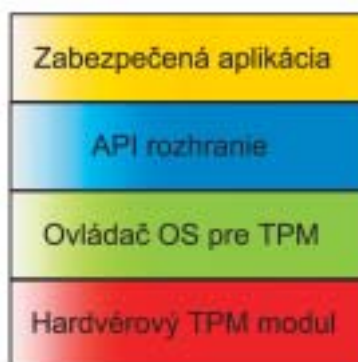 Zabezpečená aplikácia
API rozhranie
Ovládač OS pre TPM
Hardvérový TPM modul